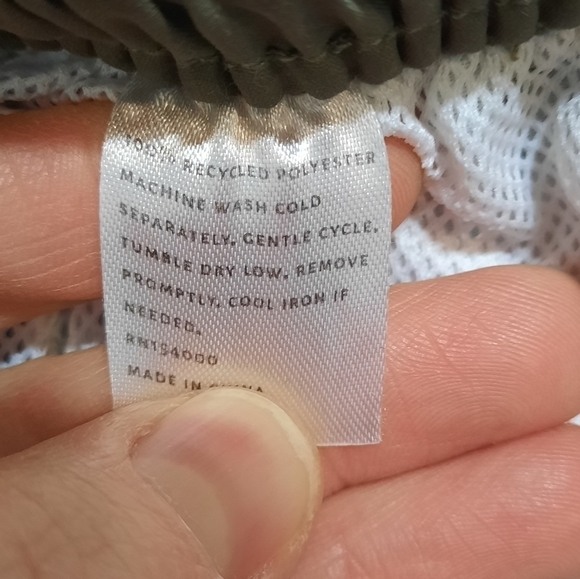 100% RECYCLED POLYESTER
MACHINE WASH COLD
SEPARATELY. GENTLE CYCLE.
TUMBLE DRY LOW. REMOVE
PROMPTLY. COOL IRON IF
NEEDED.
RN154000
MADE IN CHINA